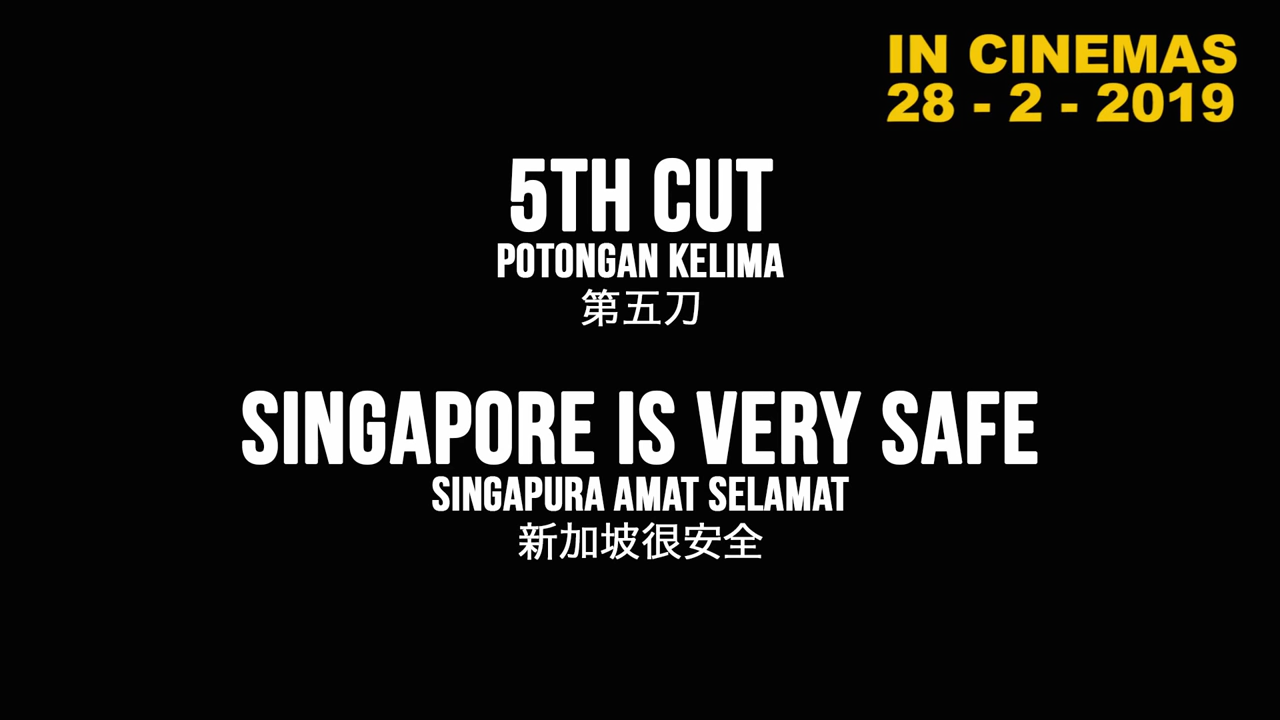 IN CINEMAS
28 - 2 - 2019
5TH CUT
POTONGAN KELIMA
第五刀
SINGAPORE IS VERY SAFE
SINGAPURA AMAT SELAMAT
新加坡很安全